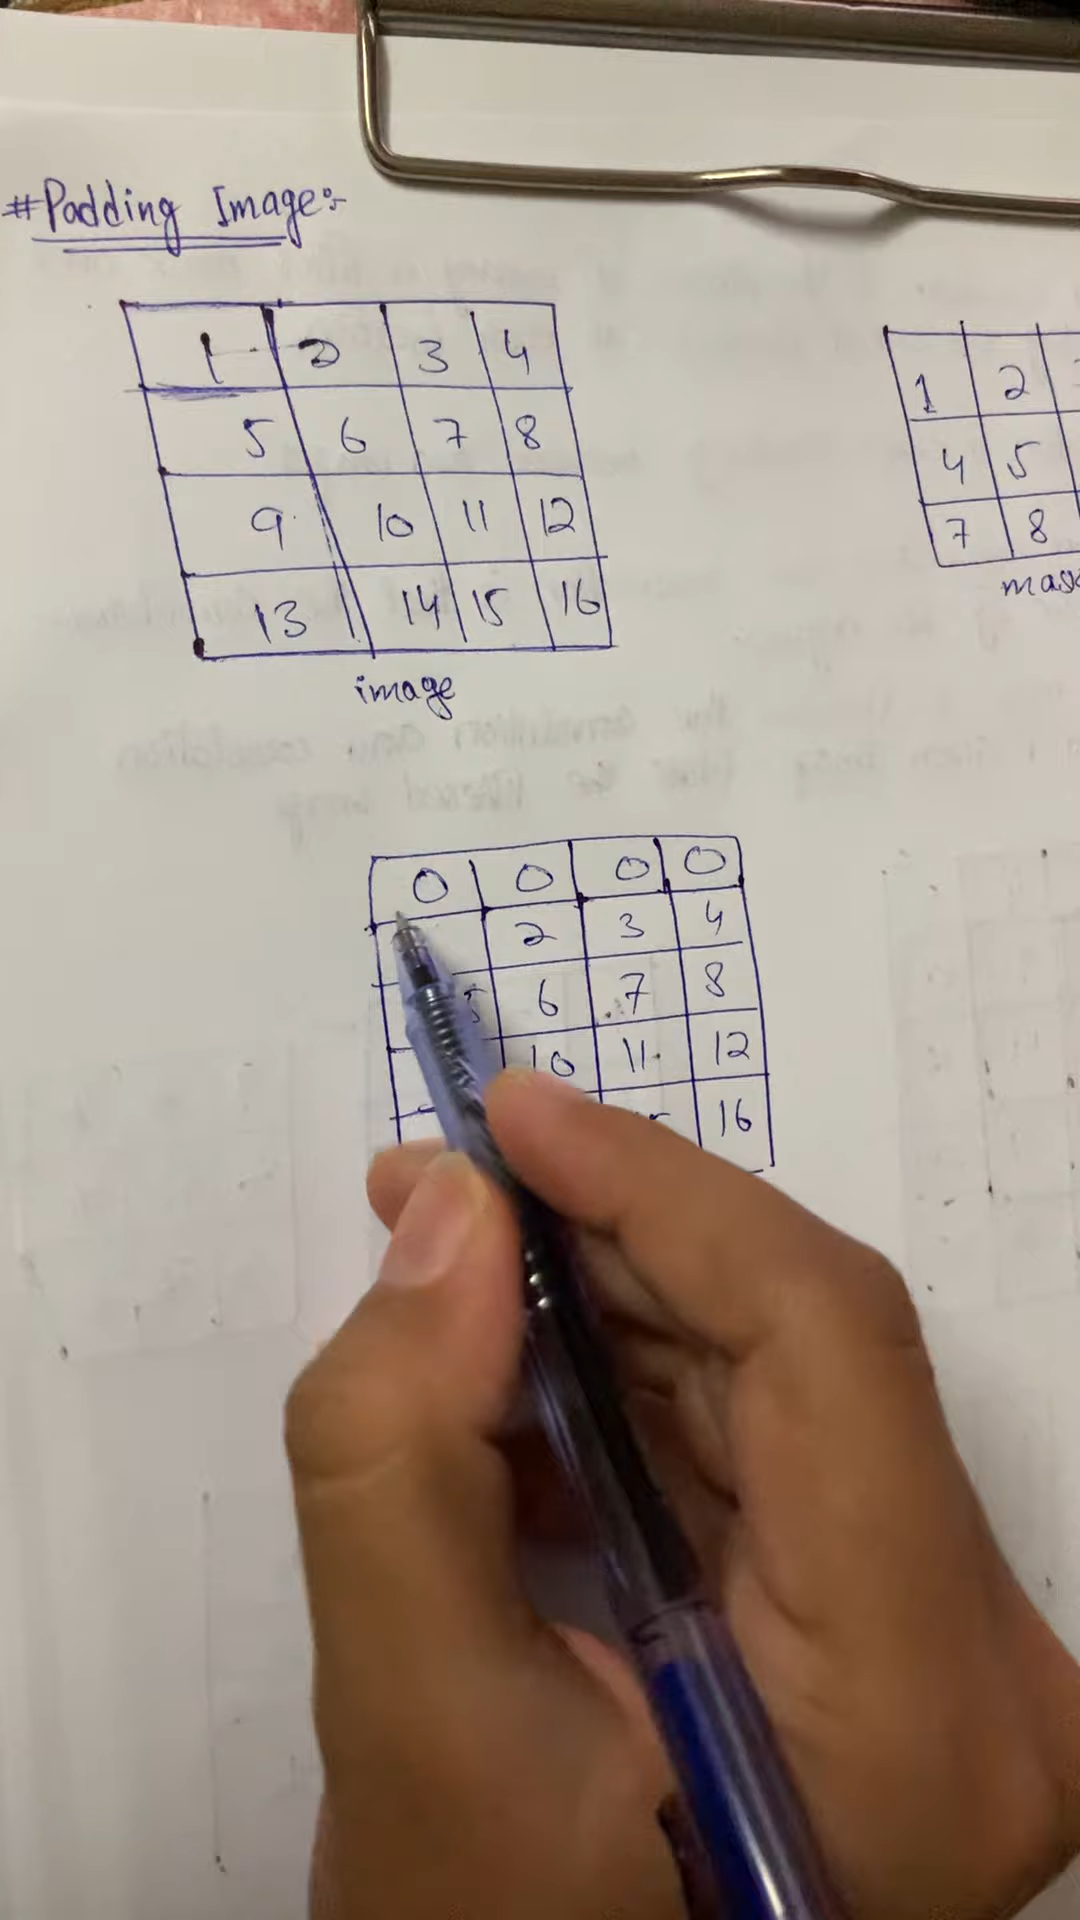 #Padding Image:-
1 2 3 4
5 6 7 8
9 10 11 12
13 14 15 16
image
1 2
4 5
7 8
0 0 0 0
2 3 4
5 6 7 8
10 11 12
16